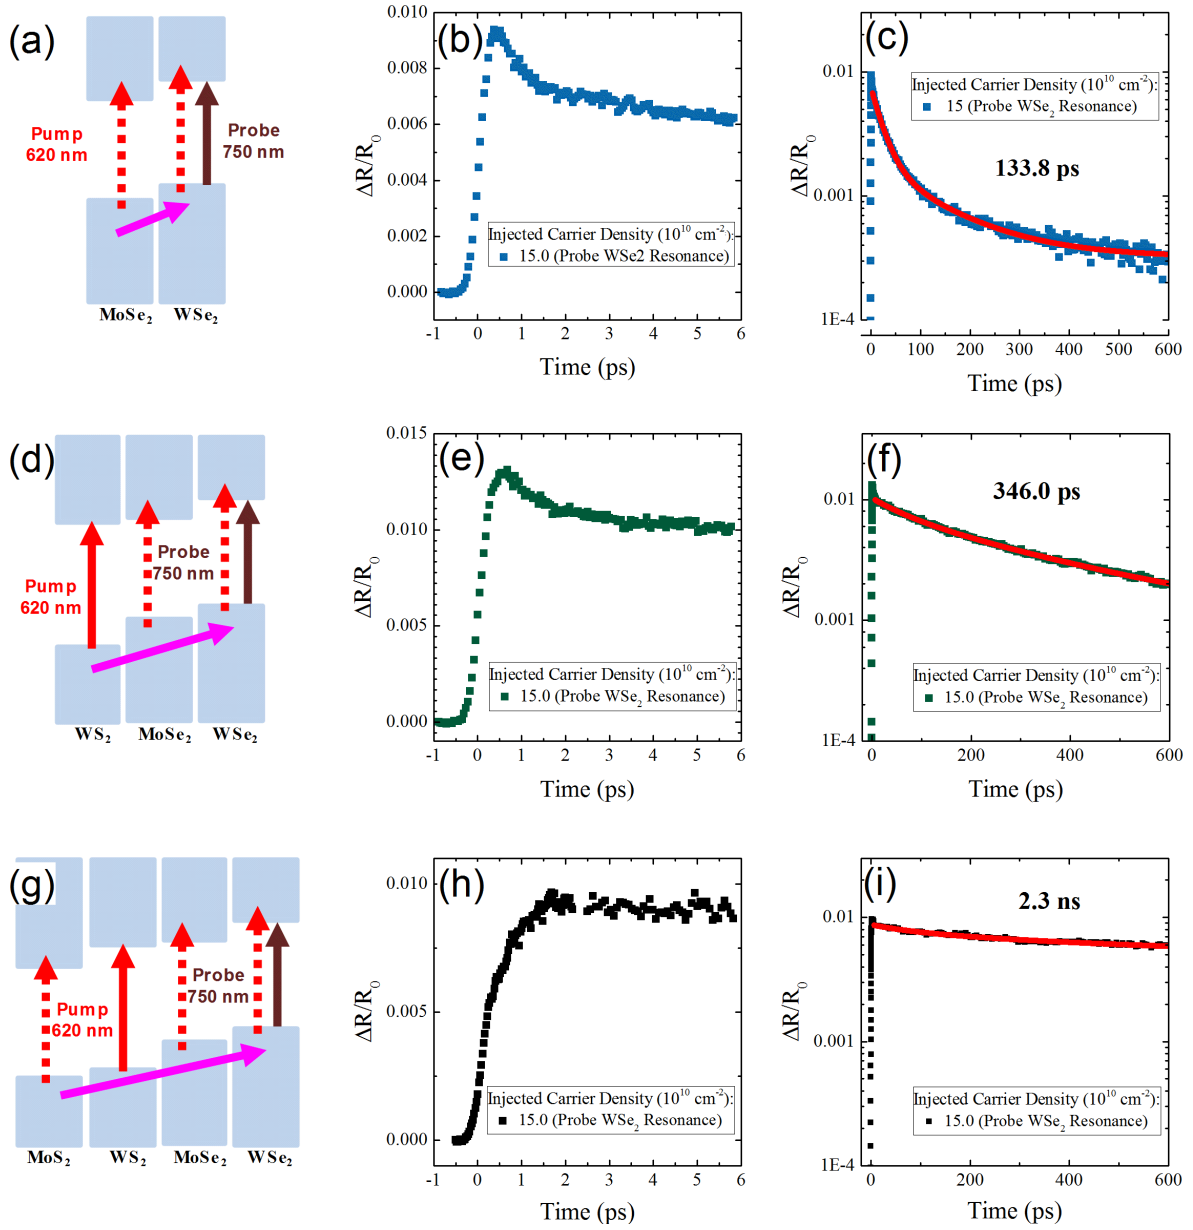 (a)
Pump
620 nm
Probe
750 nm
MoSe₂ WSe₂
(b)
ΔR/R₀
0.010
0.008
0.006
0.004
0.002
0.000
Injected Carrier Density (10¹⁰ cm⁻²):
15.0 (Probe WSe2 Resonance)
-1 0 1 2 3 4 5 6
Time (ps)
(c)
ΔR/R₀
0.01
0.001
1E-4
Injected Carrier Density (10¹⁰ cm⁻²):
15 (Probe WSe₂ Resonance)
133.8 ps
0 100 200 300 400 500 600
Time (ps)
(d)
Pump
620 nm
Probe
750 nm
WS₂ MoSe₂ WSe₂
(e)
ΔR/R₀
0.015
0.010
0.005
0.000
Injected Carrier Density (10¹⁰ cm⁻²):
15.0 (Probe WSe₂ Resonance)
-1 0 1 2 3 4 5 6
Time (ps)
(f)
ΔR/R₀
0.01
0.001
1E-4
346.0 ps
Injected Carrier Density (10¹⁰ cm⁻²):
15.0 (Probe WSe₂ Resonance)
0 200 400 600
Time (ps)
(g)
Pump
620 nm
Probe
750 nm
MoS₂ WS₂ MoSe₂ WSe₂
(h)
ΔR/R₀
0.010
0.005
0.000
Injected Carrier Density (10¹⁰ cm⁻²):
15.0 (Probe WSe₂ Resonance)
-1 0 1 2 3 4 5 6
Time (ps)
(i)
ΔR/R₀
0.01
0.001
1E-4
2.3 ns
Injected Carrier Density (10¹⁰ cm⁻²):
15.0 (Probe WSe₂ Resonance)
0 200 400 600
Time (ps)